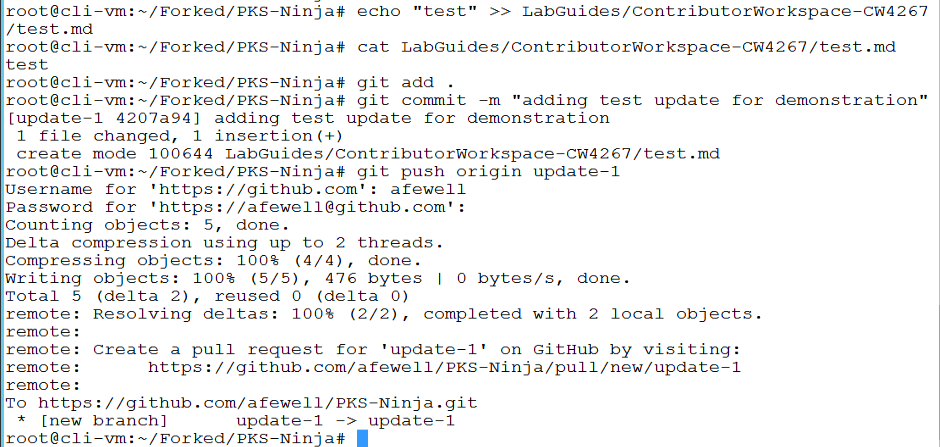 root@cli-vm:~/Forked/PKS-Ninja# echo "test" >> LabGuides/ContributorWorkspace-CW4267
/test.md
root@cli-vm:~/Forked/PKS-Ninja# cat LabGuides/ContributorWorkspace-CW4267/test.md
test
root@cli-vm:~/Forked/PKS-Ninja# git add .
root@cli-vm:~/Forked/PKS-Ninja# git commit -m "adding test update for demonstration"
[update-1 4207a94] adding test update for demonstration
 1 file changed, 1 insertion(+)
 create mode 100644 LabGuides/ContributorWorkspace-CW4267/test.md
root@cli-vm:~/Forked/PKS-Ninja# git push origin update-1
Username for 'https://github.com': afewell
Password for 'https://afewell@github.com':
Counting objects: 5, done.
Delta compression using up to 2 threads.
Compressing objects: 100% (4/4), done.
Writing objects: 100% (5/5), 476 bytes | 0 bytes/s, done.
Total 5 (delta 2), reused 0 (delta 0)
remote: Resolving deltas: 100% (2/2), completed with 2 local objects.
remote:
remote: Create a pull request for 'update-1' on GitHub by visiting:
remote:      https://github.com/afewell/PKS-Ninja/pull/new/update-1
remote:
To https://github.com/afewell/PKS-Ninja.git
 * [new branch]      update-1 -> update-1
root@cli-vm:~/Forked/PKS-Ninja#